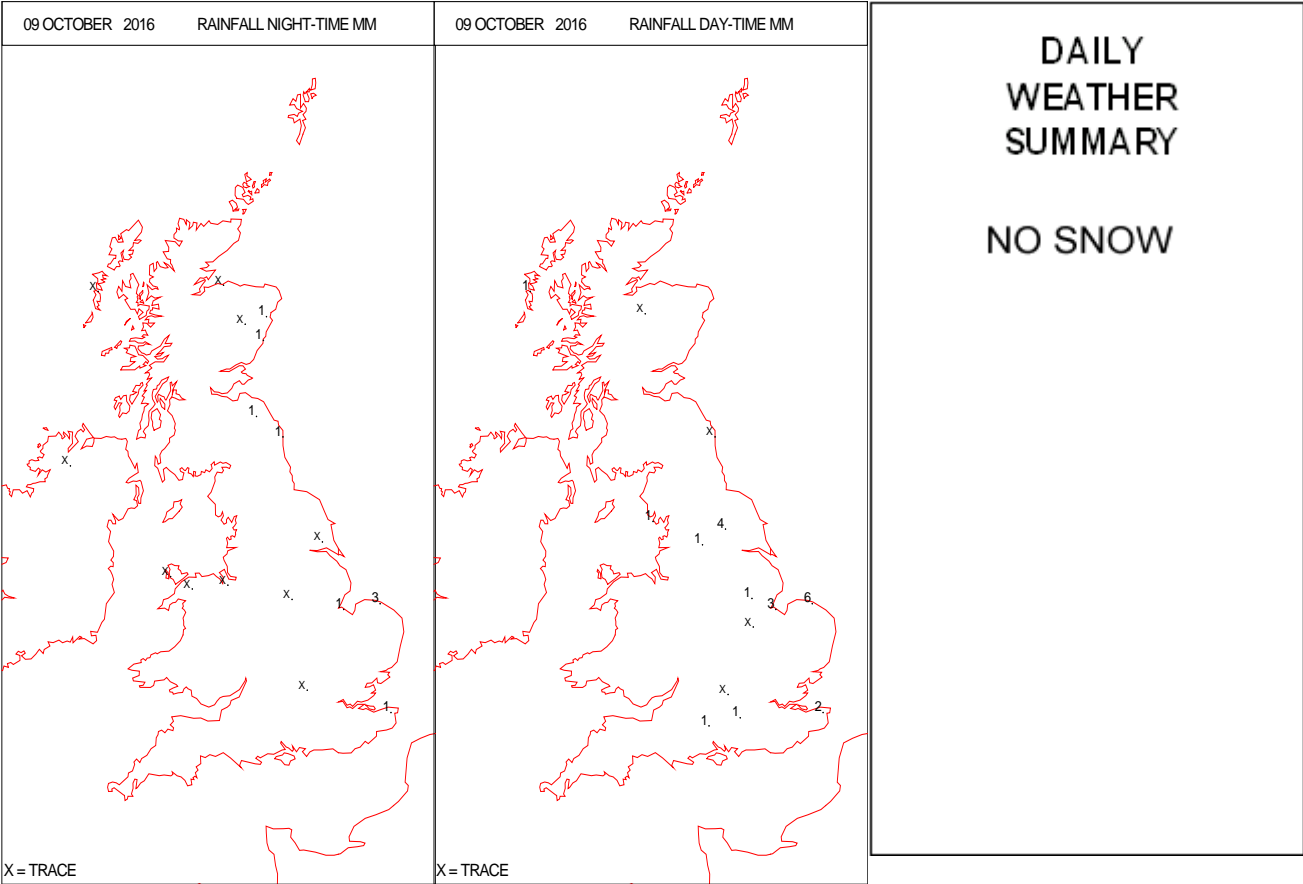 09 OCTOBER 2016 RAINFALL NIGHT-TIME MM
X
X
1.
X.
1.
1.
1.
X.
X.
X
X.
X.
X.
1.
3.
X.
1.
X = TRACE
09 OCTOBER 2016 RAINFALL DAY-TIME MM
1
X.
X.
1.
4.
1.
1.
3.
6.
X.
X.
1.
1.
2.
X = TRACE
DAILY
WEATHER
SUMMARY
NO SNOW